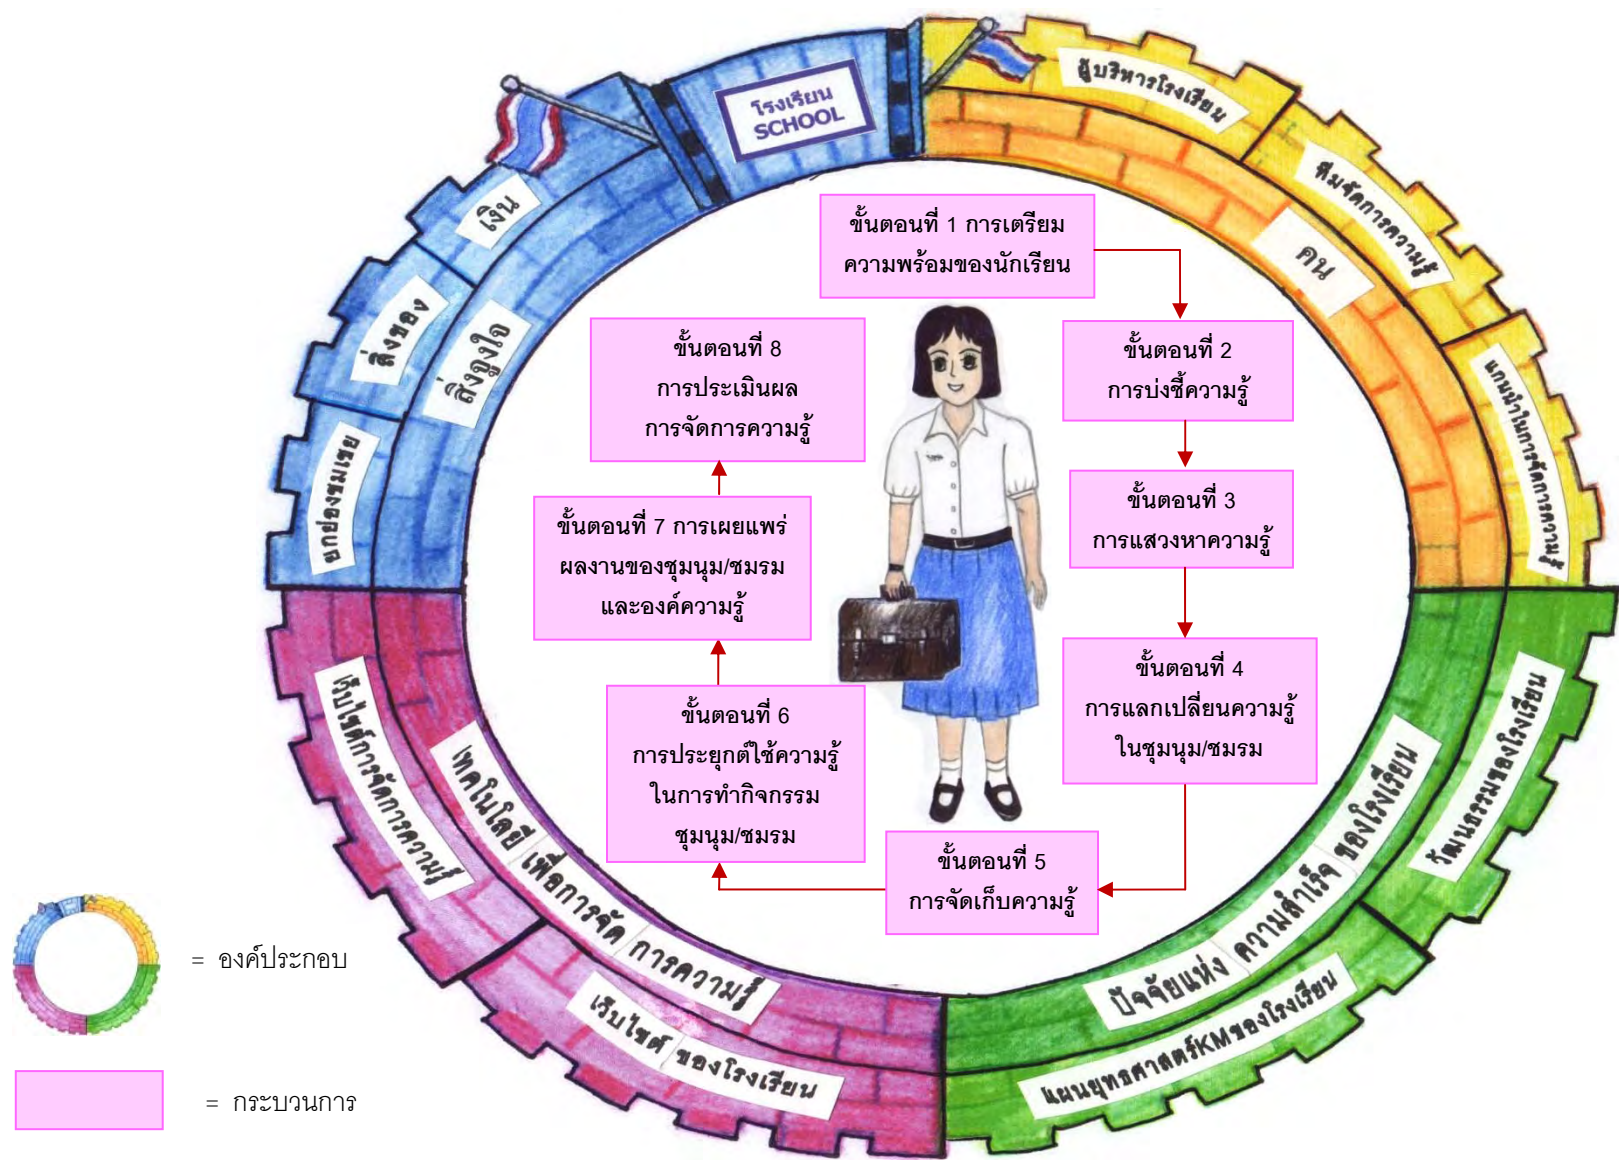 โรงเรียน
SCHOOL
ผู้บริหารโรงเรียน
ทีมจัดการความรู้
แกนนำในการจัดการความรู้
คน
เงิน
สิ่งของ
ยกย่องชมเชย
สิ่งจูงใจ
ขั้นตอนที่ 1 การเตรียม
ความพร้อมของนักเรียน
ขั้นตอนที่ 2
การบ่งชี้ความรู้
ขั้นตอนที่ 3
การแสวงหาความรู้
ขั้นตอนที่ 4
การแลกเปลี่ยนความรู้
ในชุมนุม/ชมรม
ขั้นตอนที่ 5
การจัดเก็บความรู้
ขั้นตอนที่ 6
การประยุกต์ใช้ความรู้
ในการทำกิจกรรม
ชุมนุม/ชมรม
ขั้นตอนที่ 7 การเผยแพร่
ผลงานของชุมนุม/ชมรม
และองค์ความรู้
ขั้นตอนที่ 8
การประเมินผล
การจัดการความรู้
เว็บไซต์การจัดการความรู้
เทคโนโลยี เพื่อการจัด การความรู้
เว็บไซต์ ของโรงเรียน
วัฒนธรรมของโรงเรียน
ปัจจัยแห่ง ความสำเร็จ ของโรงเรียน
แผนยุทธศาสตร์KMของโรงเรียน
= องค์ประกอบ
= กระบวนการ